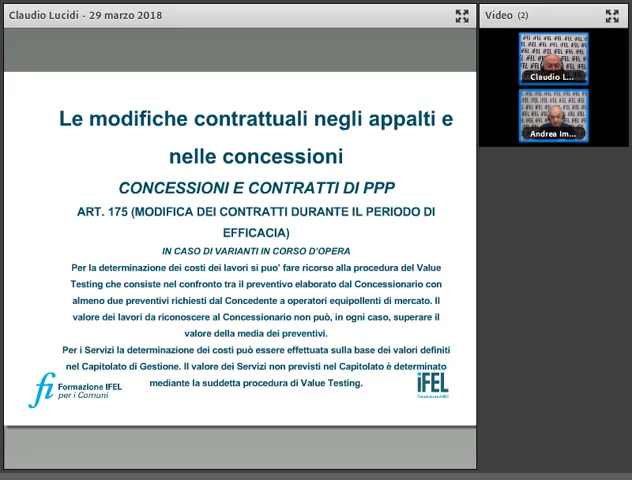 Claudio Lucidi - 29 marzo 2018
Video (2)
Claudio L...
Andrea Im...
Le modifiche contrattuali negli appalti e
nelle concessioni
CONCESSIONI E CONTRATTI DI PPP
ART. 175 (MODIFICA DEI CONTRATTI DURANTE IL PERIODO DI
EFFICACIA)
IN CASO DI VARIANTI IN CORSO D'OPERA
Per la determinazione dei costi dei lavori si puo' fare ricorso alla procedura del Value
Testing che consiste nel confronto tra il preventivo elaborato dal Concessionario con
almeno due preventivi richiesti dal Concedente a operatori equipollenti di mercato. Il
valore dei lavori da riconoscere al Concessionario non può, in ogni caso, superare il
valore della media dei preventivi.
Per i Servizi la determinazione dei costi può essere effettuata sulla base dei valori definiti
nel Capitolato di Gestione. Il valore dei Servizi non previsti nel Capitolato è determinato
mediante la suddetta procedura di Value Testing.
fi Formazione IFEL
per i Comuni
iFEL